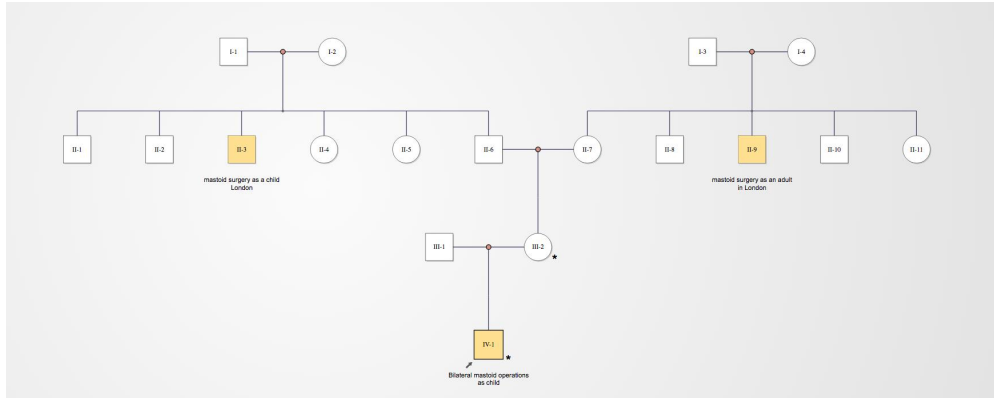 I-1
I-2
I-3
I-4
II-1
II-2
II-3
II-4
II-5
II-6
II-7
II-8
II-9
II-10
II-11
mastoid surgery as a child
London
mastoid surgery as an adult
in London
III-1
III-2
*
IV-1
*
Bilateral mastoid operations
as child